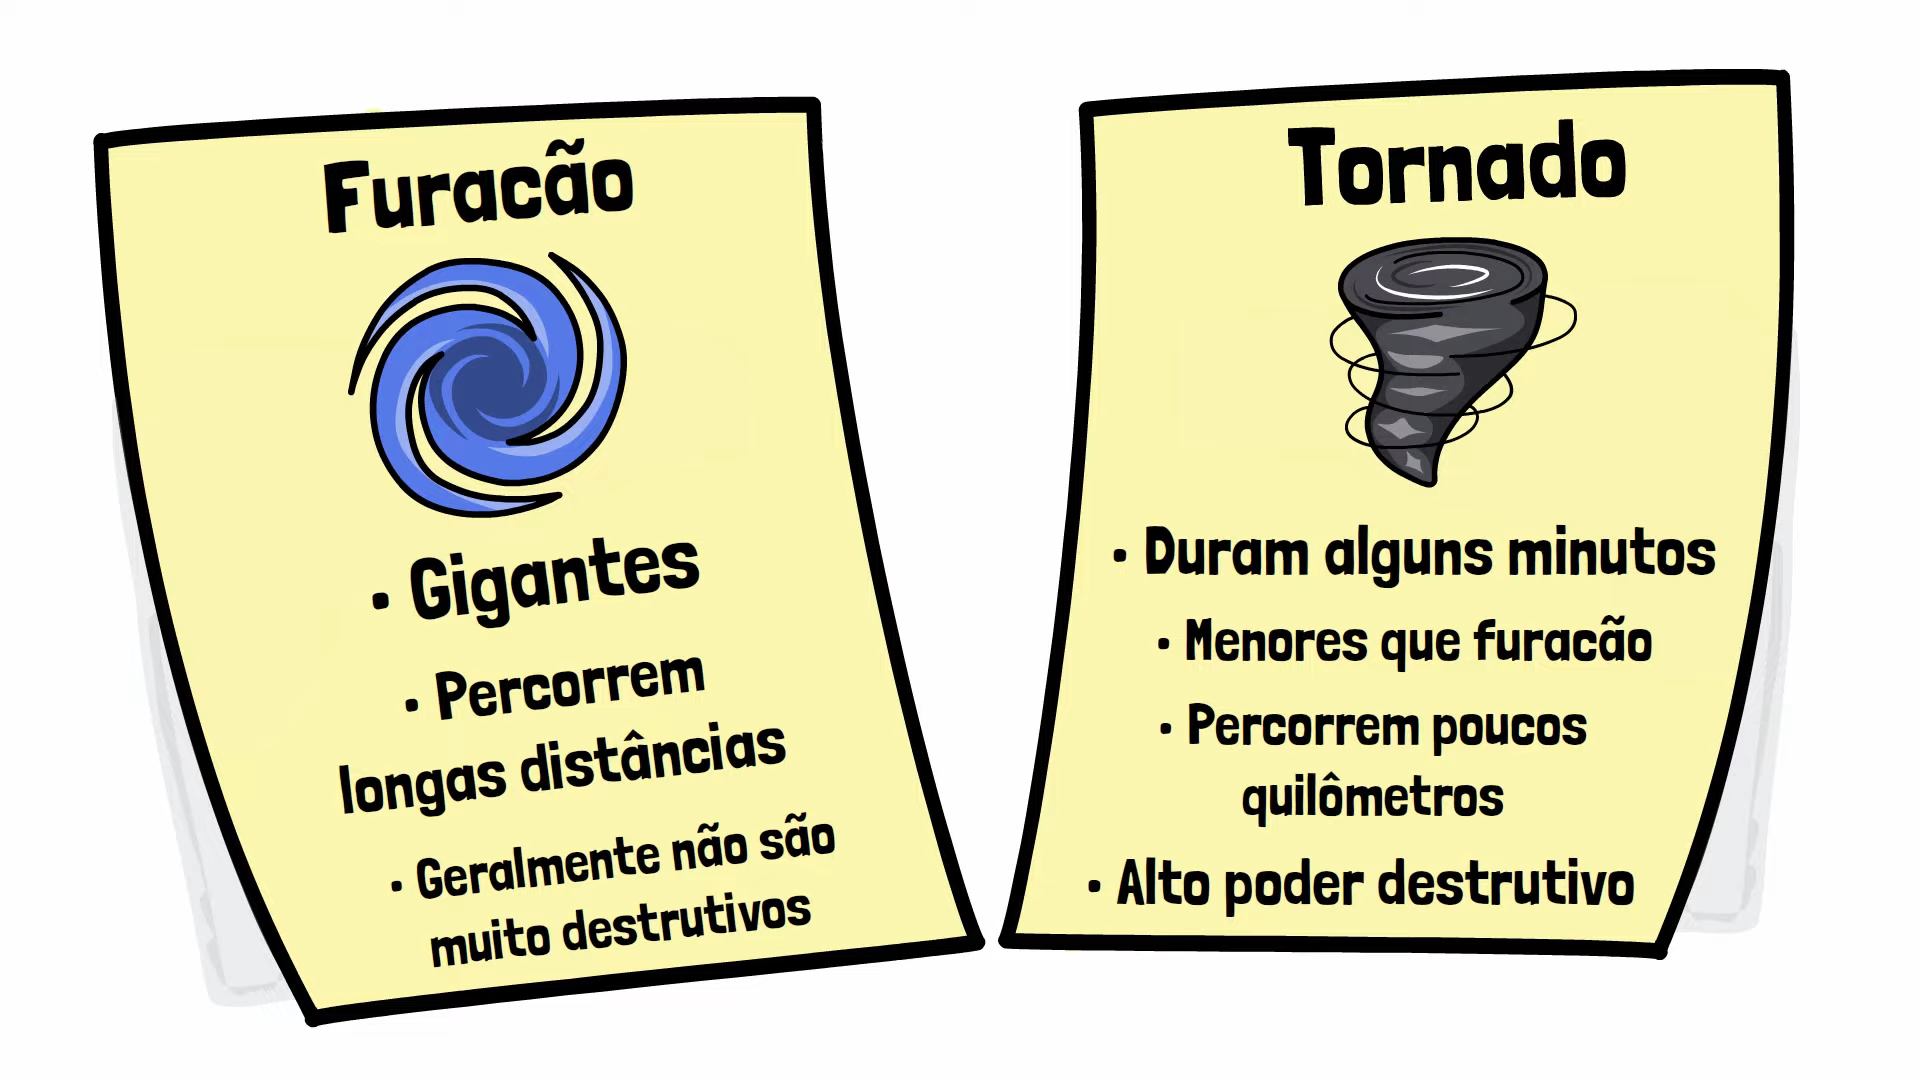 Furacão
• Gigantes
• Percorrem
longas distâncias
• Geralmente não são
muito destrutivos
Tornado
• Duram alguns minutos
• Menores que furacão
• Percorrem poucos
quilômetros
• Alto poder destrutivo